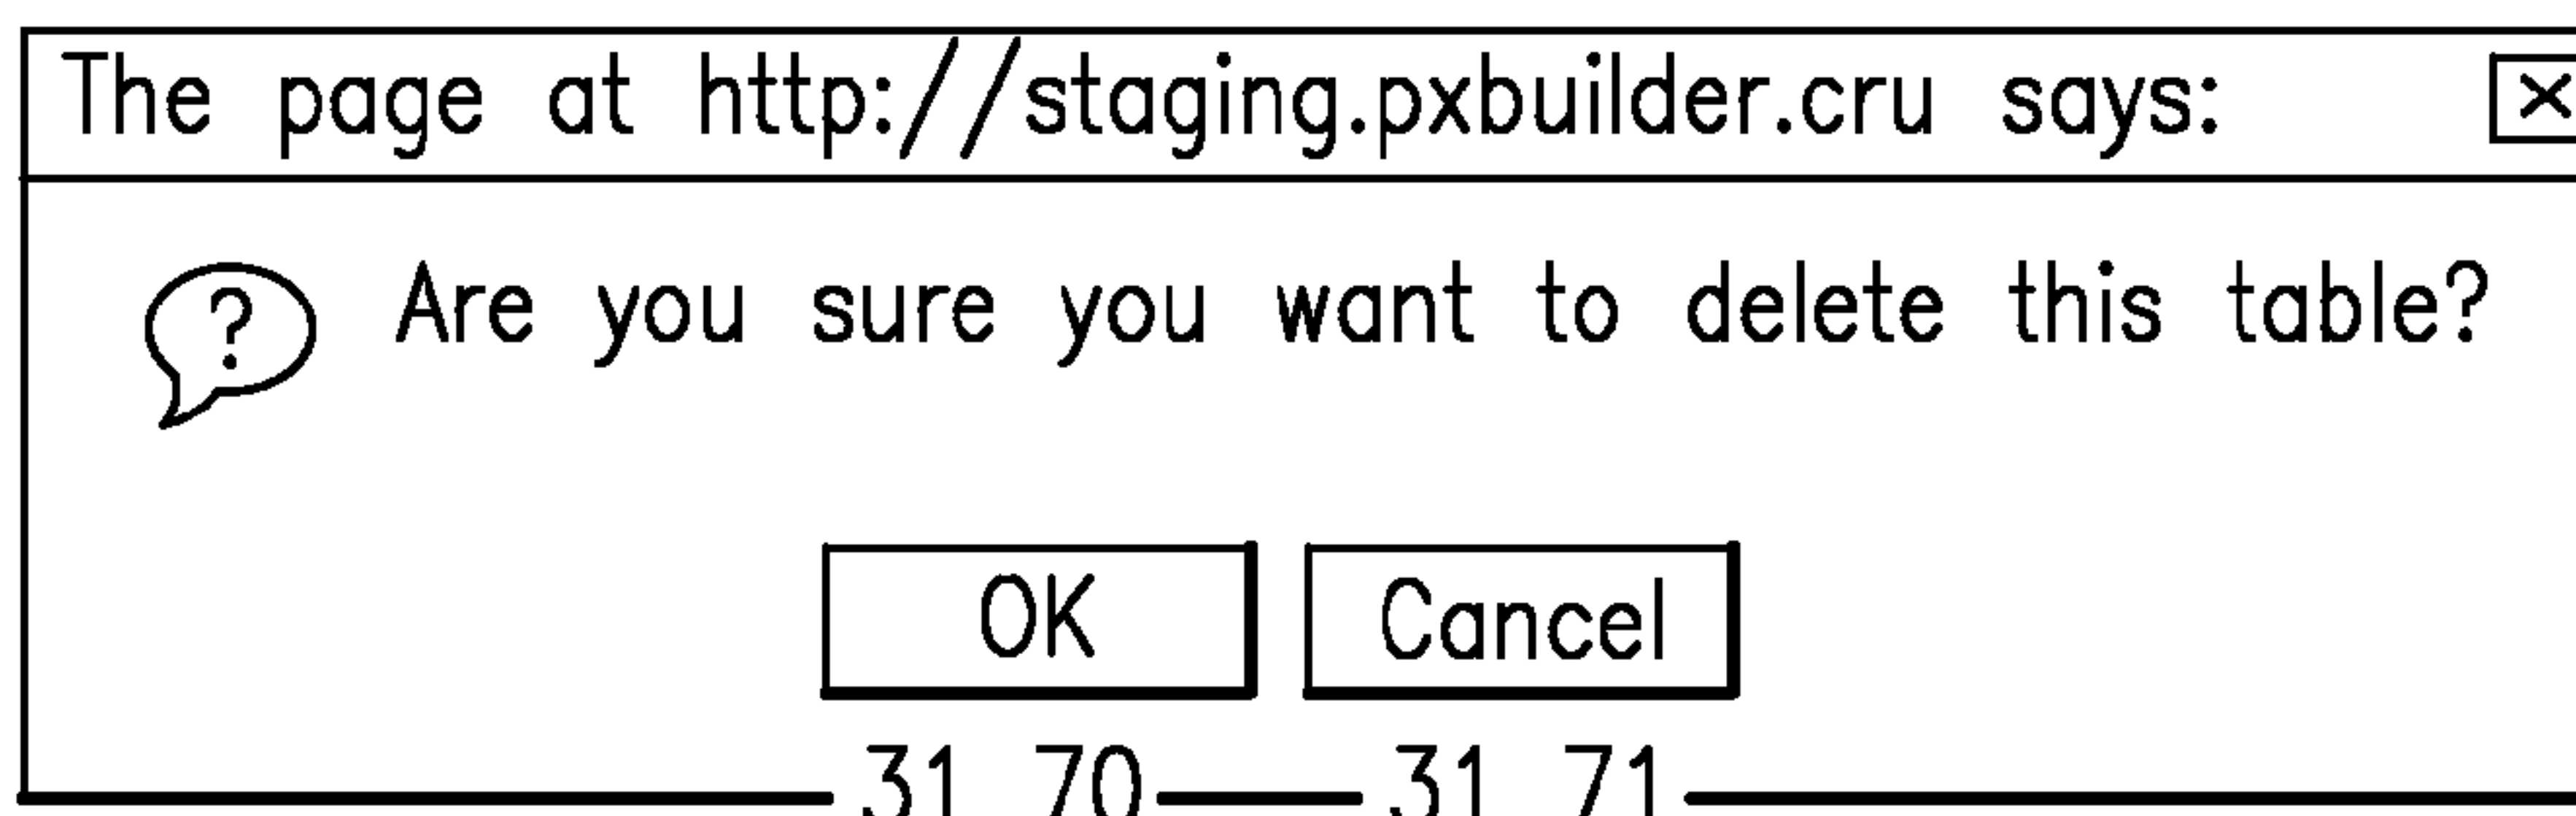 The page at http://staging.pxbuilder.cru says:
? Are you sure you want to delete this table?
OK Cancel
31 70 31 71